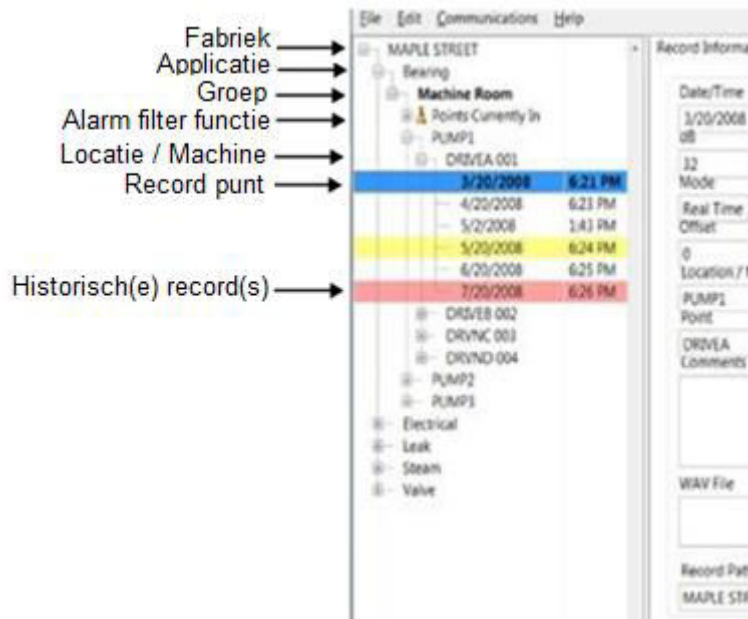 File Edit Communications Help
Fabriek
Applicatie
Groep
Alarm filter functie
Locatie / Machine
Record punt
Historisch(e) record(s)
MAPLE STREET
Bearing
Machine Room
Points Currently In
PUMP1
DRIVEA 001
3/20/2008 6:21 PM
4/20/2008 6:23 PM
5/2/2008 1:43 PM
5/20/2008 6:24 PM
6/20/2008 6:25 PM
7/20/2008 6:26 PM
DRIVEB 002
DRVNC 003
DRVND 004
PUMP2
PUMP3
Electrical
Leak
Steam
Valve
Record Informa
Date/Time
3/20/2008
dB
32
Mode
Real Time
Offset
0
Location / M
PUMP1
Point
DRIVEA
Comments
WAV File
Record Pat
MAPLE STR